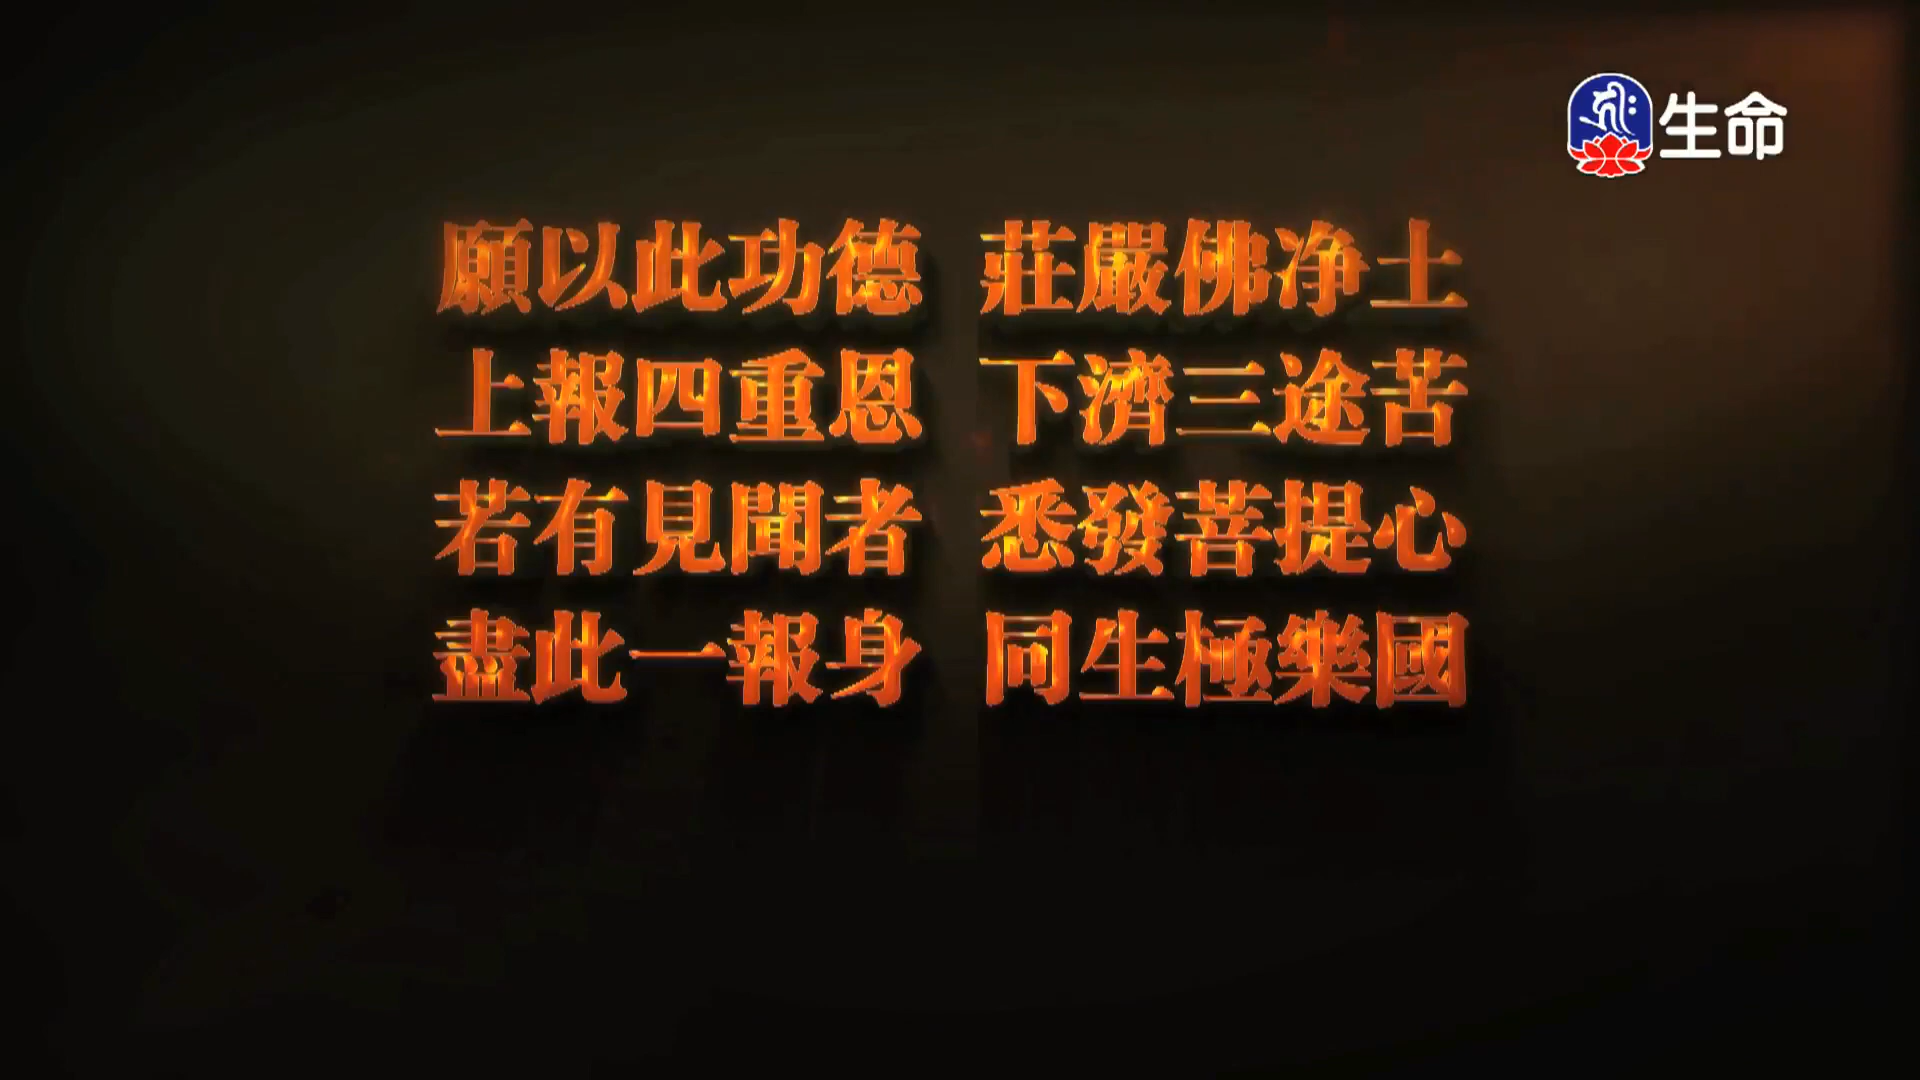 生命
願以此功德 莊嚴佛净土
上報四重恩 下濟三途苦
若有見聞者 悉發菩提心
盡此一報身 同生極樂國